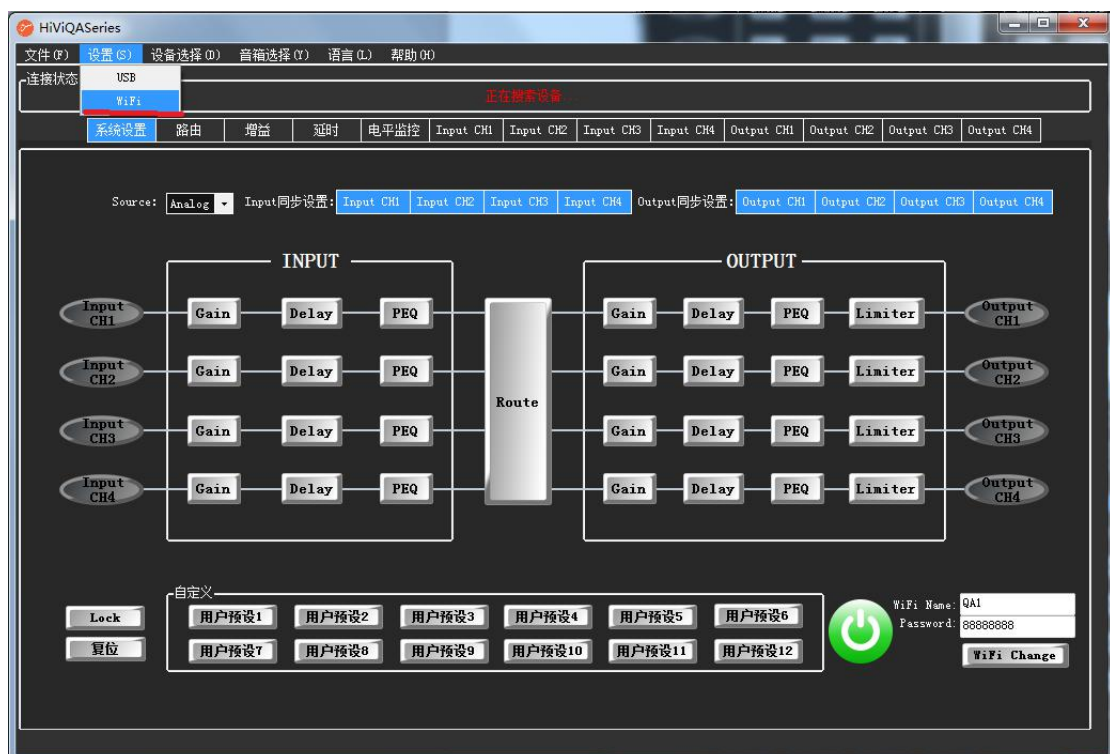 HiViQASeries
文件(F) 设置(S) 设备选择(D) 音箱选择(Y) 语言(L) 帮助(H)
连接状态
USB
WiFi
正在搜索设备...
系统设置 路由 增益 延时 电平监控 Input CH1 Input CH2 Input CH3 Input CH4 Output CH1 Output CH2 Output CH3 Output CH4
Source: Analog Input同步设置: Input CH1 Input CH2 Input CH3 Input CH4 Output同步设置: Output CH1 Output CH2 Output CH3 Output CH4
INPUT OUTPUT
Input CH1 Gain Delay PEQ Gain Delay PEQ Limiter Output CH1
Input CH2 Gain Delay PEQ Gain Delay PEQ Limiter Output CH2
Route
Input CH3 Gain Delay PEQ Gain Delay PEQ Limiter Output CH3
Input CH4 Gain Delay PEQ Gain Delay PEQ Limiter Output CH4
自定义
Lock 用户预设1 用户预设2 用户预设3 用户预设4 用户预设5 用户预设6
复位 用户预设7 用户预设8 用户预设9 用户预设10 用户预设11 用户预设12
WiFi Name: QA1
Password: 88888888
WiFi Change